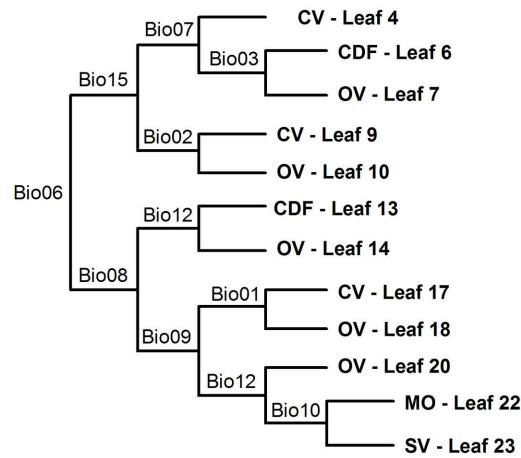 Bio07
CV - Leaf 4
Bio03
CDF - Leaf 6
Bio15
OV - Leaf 7
Bio02
CV - Leaf 9
OV - Leaf 10
Bio06
Bio12
CDF - Leaf 13
OV - Leaf 14
Bio08
Bio01
CV - Leaf 17
OV - Leaf 18
Bio09
OV - Leaf 20
Bio12
Bio10
MO - Leaf 22
SV - Leaf 23